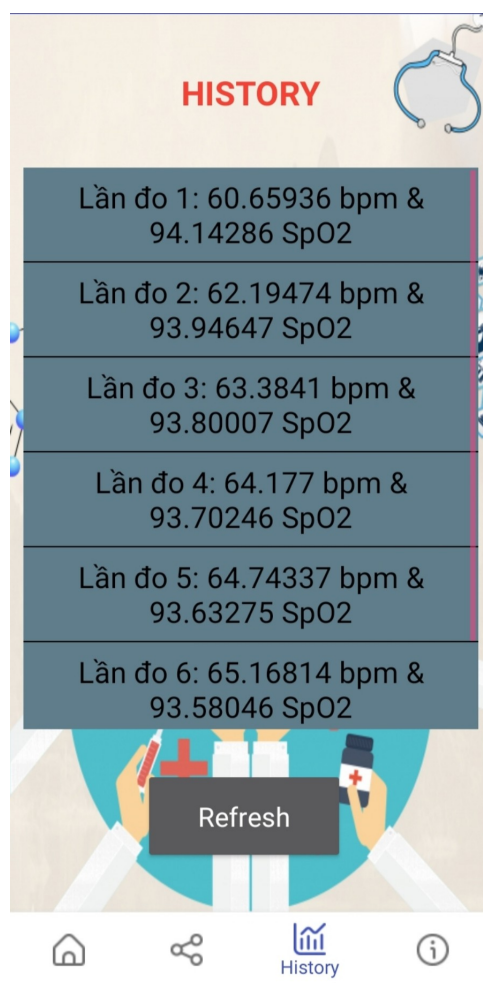 HISTORY
Lần đo 1: 60.65936 bpm &
94.14286 SpO2
Lần đo 2: 62.19474 bpm &
93.94647 SpO2
Lần đo 3: 63.3841 bpm &
93.80007 SpO2
Lần đo 4: 64.177 bpm &
93.70246 SpO2
Lần đo 5: 64.74337 bpm &
93.63275 SpO2
Lần đo 6: 65.16814 bpm &
93.58046 SpO2
Refresh
History